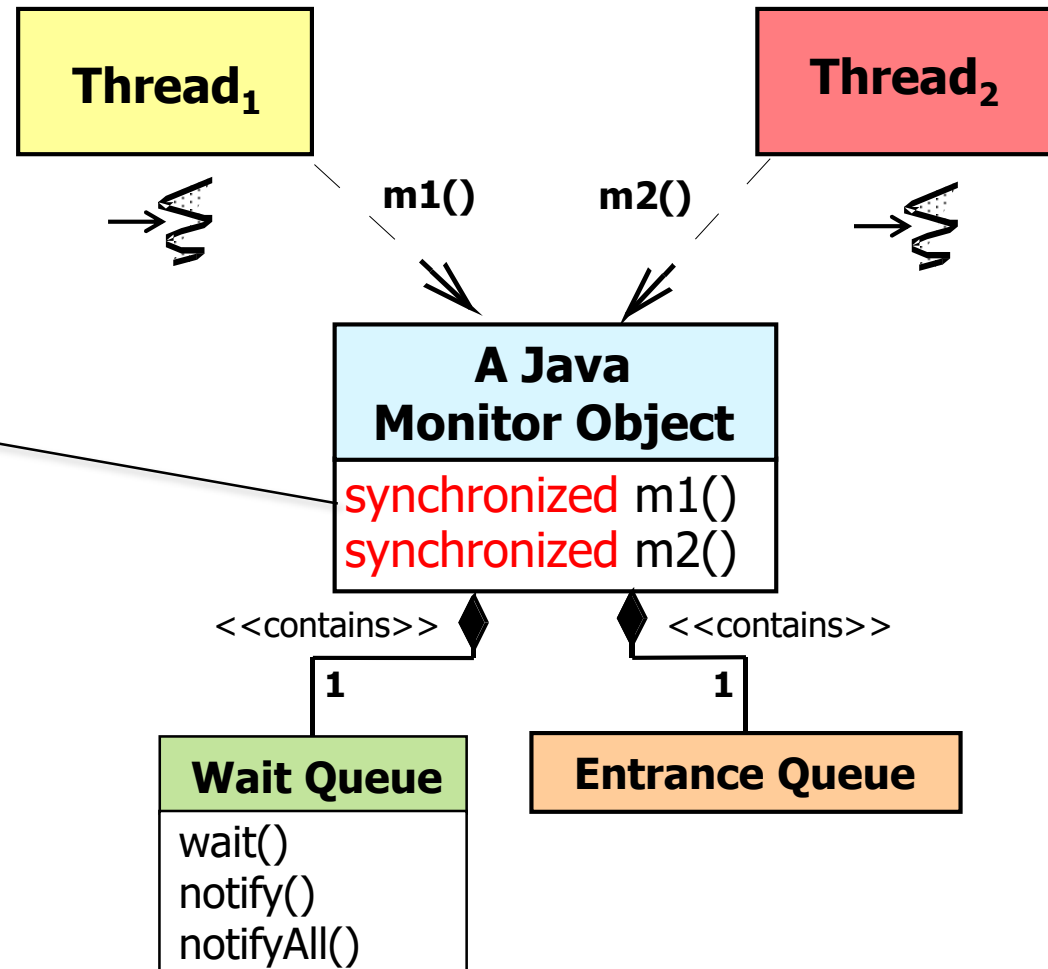 Thread₁
Thread₂
m1()
m2()
A Java
Monitor Object
synchronized m1()
synchronized m2()
<<contains>>
<<contains>>
1
1
Wait Queue
Entrance Queue
wait()
notify()
notifyAll()